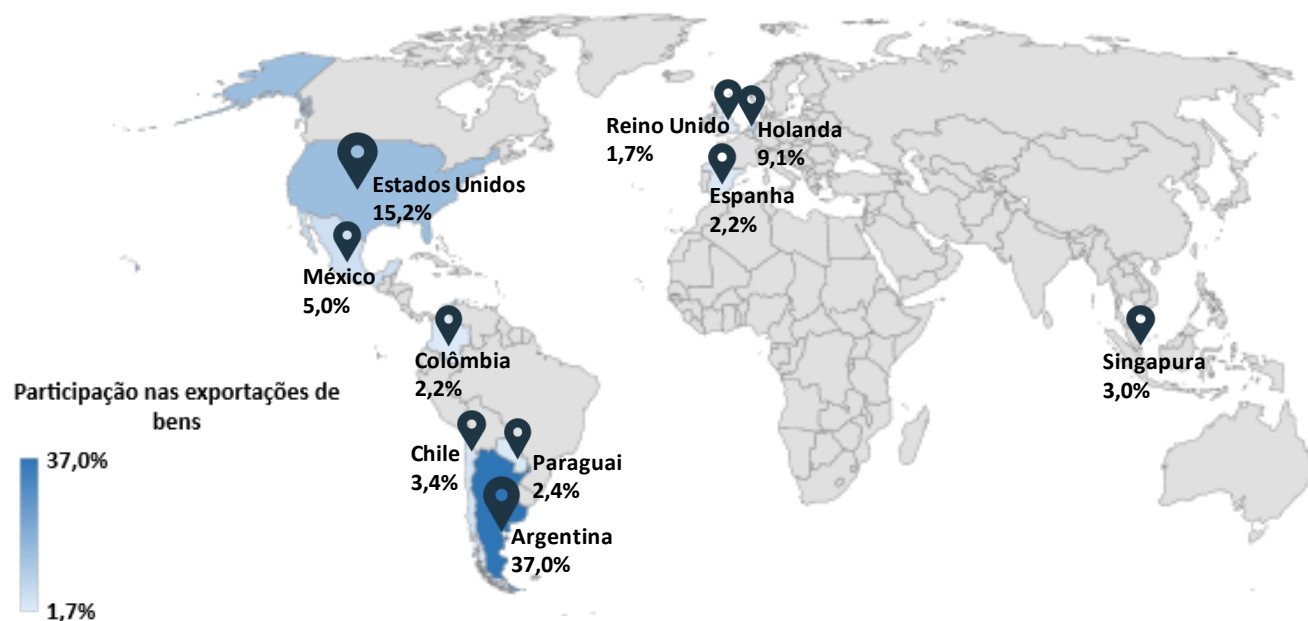 Reino Unido
1,7%
Holanda
9,1%
Estados Unidos
15,2%
Espanha
2,2%
México
5,0%
Colômbia
2,2%
Singapura
3,0%
Participação nas exportações de
bens
37,0%
1,7%
Chile
3,4%
Paraguai
2,4%
Argentina
37,0%